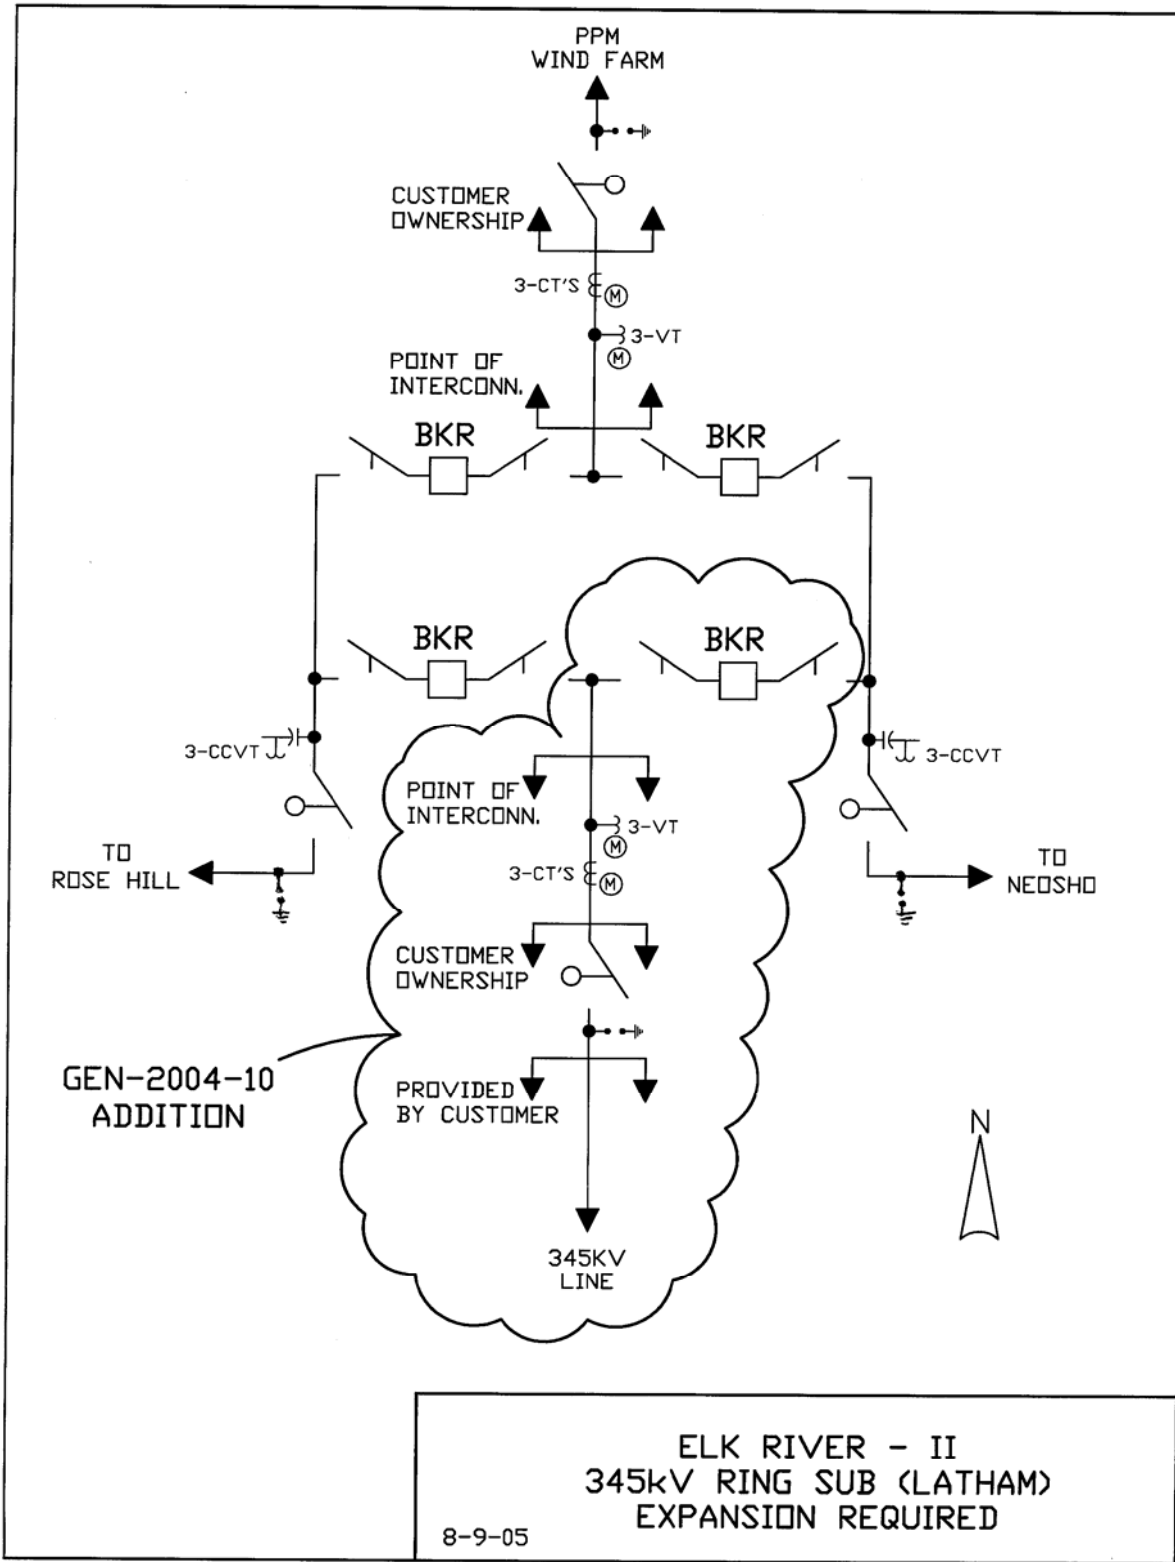 PPM
WIND FARM
CUSTOMER
OWNERSHIP
3-CT'S
M
3-VT
M
POINT OF
INTERCONN.
BKR
BKR
BKR
BKR
3-CCVT
3-CCVT
POINT OF
INTERCONN.
3-VT
M
3-CT'S
M
TO
ROSE HILL
TO
NEOSHO
CUSTOMER
OWNERSHIP
GEN-2004-10
ADDITION
PROVIDED
BY CUSTOMER
N
345KV
LINE
ELK RIVER - II
345kV RING SUB (LATHAM)
EXPANSION REQUIRED
8-9-05